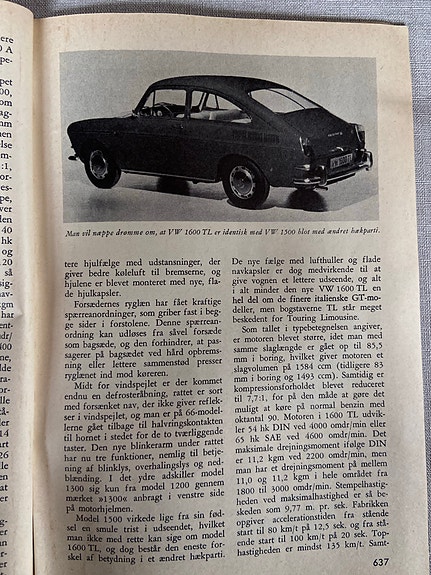 Man vil næppe drømme om, at VW 1600 TL er identisk med VW 1500 blot med ændret hækparti.
tere hjulfælge med udstansninger, der
giver bedre køleluft til bremserne, og
hjulene er blevet monteret med nye, fla-
de hjulkapsler.
Forsædernes ryglæn har fået kraftige
spærreanordninger, som griber fast i beg-
ge sider i forstolene. Denne spærrean-
ordning kan udløses fra såvel forsæde
som bagsæde, og den forhindrer, at pas-
sagerer på bagsædet ved hård opbrems-
ning eller lettere sammenstød presser
ryglænet ind mod køreren.
Midt for vindspejlet er der kommet
endnu en defrosteråbning, rattet er sort
med forsænket nav, der ikke giver reflek-
ser i vindspejlet, og man er på 66-model-
lerne gået tilbage til halvringskontakten
til hornet i stedet for de to tværliggende
taster. Den nye blinkerarm under rattet
har nu tre funktioner, nemlig til betje-
ning af blinklys, overhalingslys og ned-
blænding. I det ydre adskiller model
1300 sig kun fra model 1200 gennem
mærket »1300« anbragt i venstre side
på motorhjelmen.
Model 1500 virkede lige fra sin fød-
sel en smule trist i udseendet, hvilket
man ikke med rette kan sige om model
1600 TL, og dog består den eneste for-
skel af betydning i et ændret hækparti.
De nye fælge med lufthuller og flade
navkapsler er dog medvirkende til at
give vognen et lettere udseende, og alt
i alt minder den nye VW 1600 TL en
hel del om de finere italienske GT-mo-
deller, men bogstaverne TL står meget
beskedent for Touring Limousine.
Som tallet i typebetegnelsen angiver,
er motoren blevet større, idet man med
samme slaglængde er gået op til 85,5
mm i boring, hvilket giver motoren et
slagvolumen på 1584 ccm (tidligere 83
mm i boring og 1493 ccm). Samtidig er
kompressionsforholdet blevet reduceret
til 7,7:1, for på den måde at gøre det
muligt at køre på normal benzin med
oktantal 90. Motoren i 1600 TL udvik-
ler 54 hk DIN ved 4000 omdr/min eller
65 hk SAE ved 4600 omdr/min. Det
maksimale drejningsmoment ifølge DIN
er 11,2 kgm ved 2200 omdr/min, men
man har et drejningsmoment på mellem
11,0 og 11,2 kgm i hele området fra
1800 til 3000 omdr/min. Stempelhastig-
heden ved maksimalhastighed er så be-
skeden som 9,77 m. pr. sek. Fabrikken
opgiver accelerationstiden fra stående
start til 80 km/t på 12,5 sek. og fra stå-
ende start til 100 km/t på 20 sek. Top-
hastigheden er mindst 135 km/t. Samt-
637